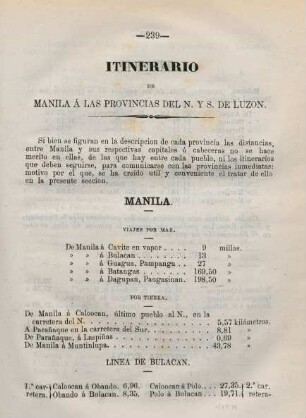 —239—
ITINERARIO
DE
MANILA Á LAS PROVINCIAS DEL N. Y S. DE LUZON.
Si bien se figuran en la descripcion de cada provincia las distancias,
entre Manila y sus respectivas capitales ó cabeceras no se hace
merito en ellas, de las que hay entre cada pueblo, ni los itinerarios
que deben seguirse, para comunicarse con las provincias inmediatas:
motivo por el que, se ha creido util y conveniente el tratar de ello
en la presente seccion.
MANILA.
VIAJES POR MAR.
De Manila á Cavite en vapor . . . . 9 millas.
» » á Bulacan . . . . . . 13 »
» » á Guagua, Pampanga . . . 27 »
» » á Batangas . . . . . 169,50 »
» » á Dagupan, Pangasinan. 198,50 »
POR TIERRA.
De Manila á Caloocan, último pueblo al N., en la
carretera del N. . . . . . . . . 5,57 kilómetros.
A Parañaque en la carretera del Sur. . . . . 8,81 »
De Parañaque, á Laspiñas . . . . . . 0,69 »
De Manila á Muntinlupa. . . . . . . 43,78 »
LINEA DE BULACAN.
1.ª car- Caloocan á Obando. 6,96. Caloocan á Polo. . . 27,35. 2.ª car-
retera. Obando á Bulacan. 8,35. Polo á Bulacan. . 19,71 retera.